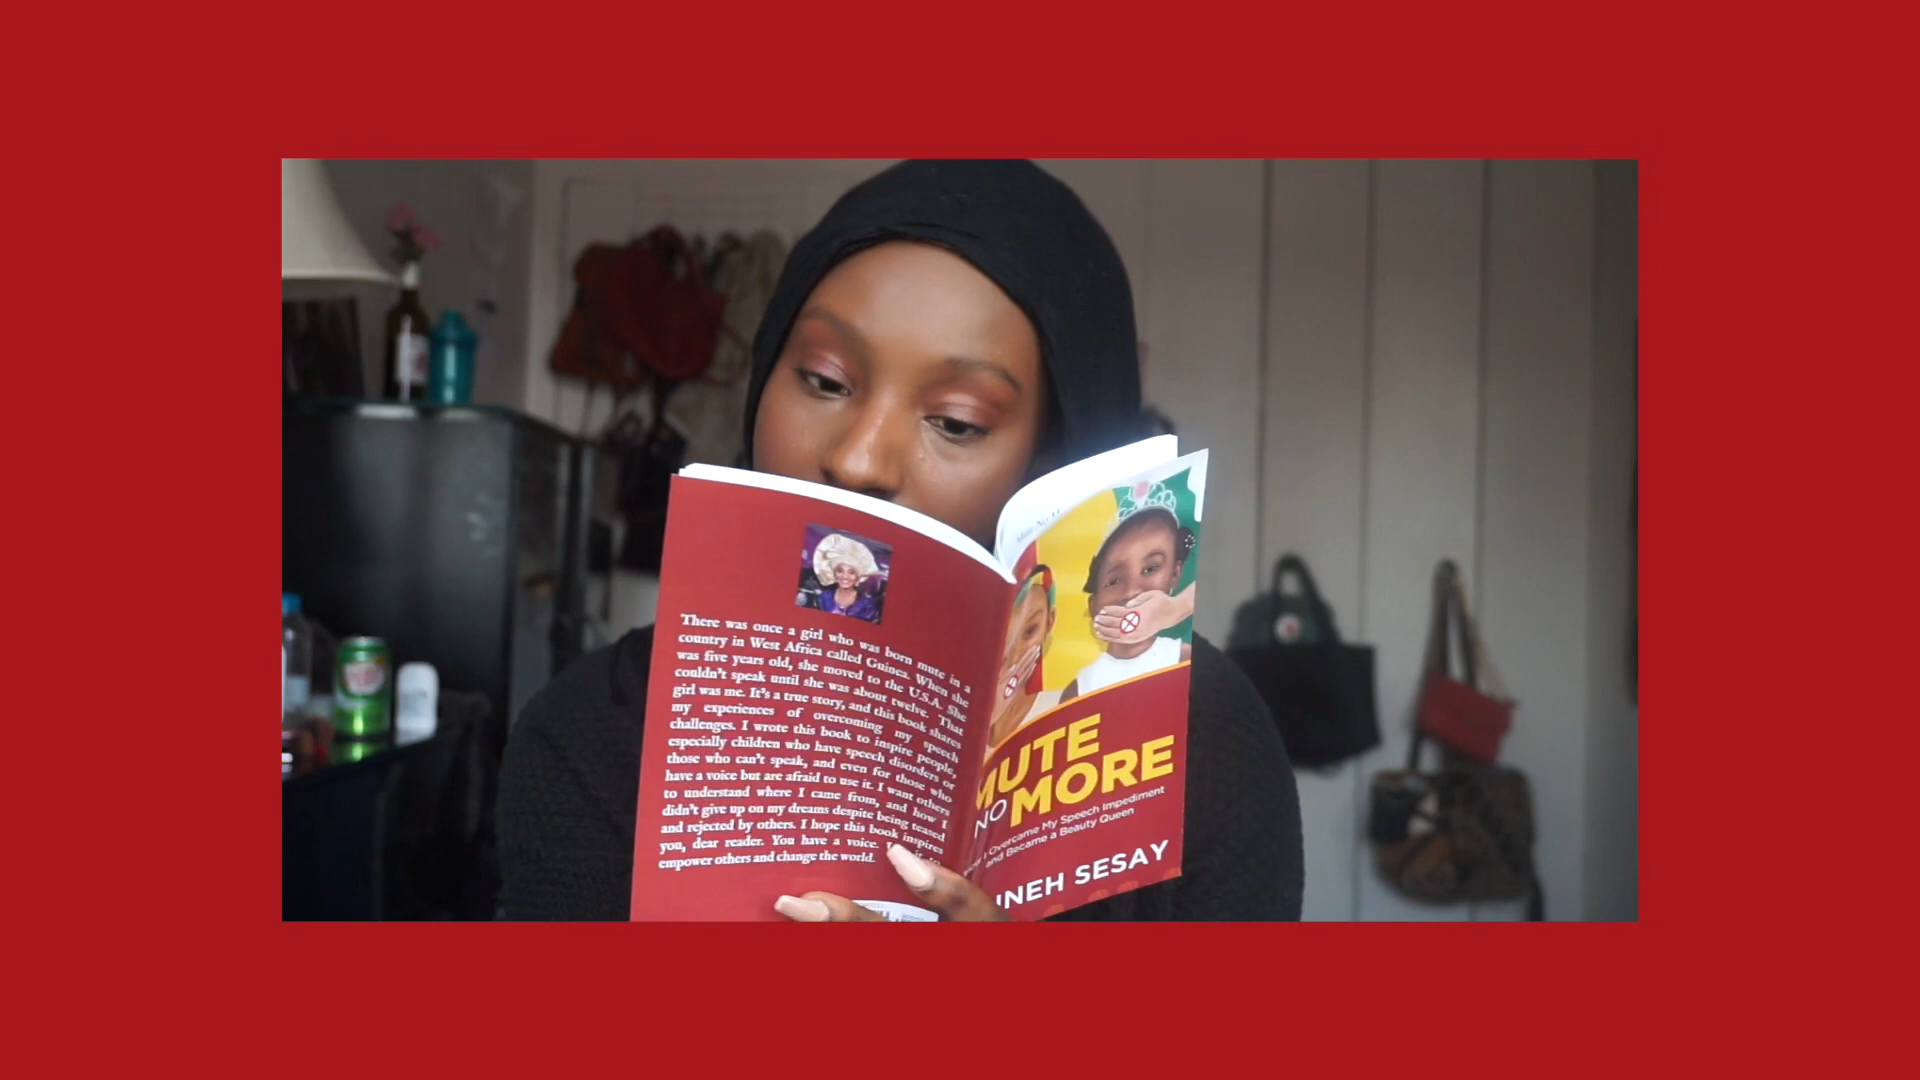 There was once a girl who was born mute in a
country in West Africa called Guinea. When she
was five years old, she moved to the U.S.A. She
couldn't speak until she was about twelve. That
girl was me. It's a true story, and this book shares
my experiences of overcoming my speech
challenges. I wrote this book to inspire people,
especially children who have speech disorders or
those who can't speak, and even for those who
have a voice but are afraid to use it. I want others
to understand where I came from, and how I
didn't give up on my dreams despite being teased
and rejected by others. I hope this book inspires
you, dear reader. You have a voice.
empower others and change the world.
MUTE
NO MORE
I Overcame My Speech Impediment
and Became a Beauty Queen
INEH SESAY